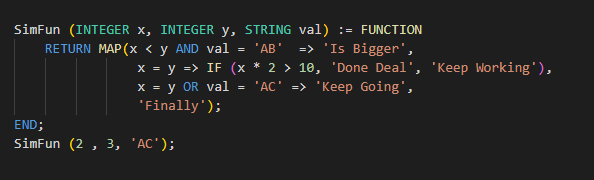 SimFun (INTEGER x, INTEGER y, STRING val) := FUNCTION
    RETURN MAP(x < y AND val = 'AB'  => 'Is Bigger',
                x = y => IF (x * 2 > 10, 'Done Deal', 'Keep Working'),
                x = y OR val = 'AC' => 'Keep Going',
                'Finally');
END;
SimFun (2 , 3, 'AC');